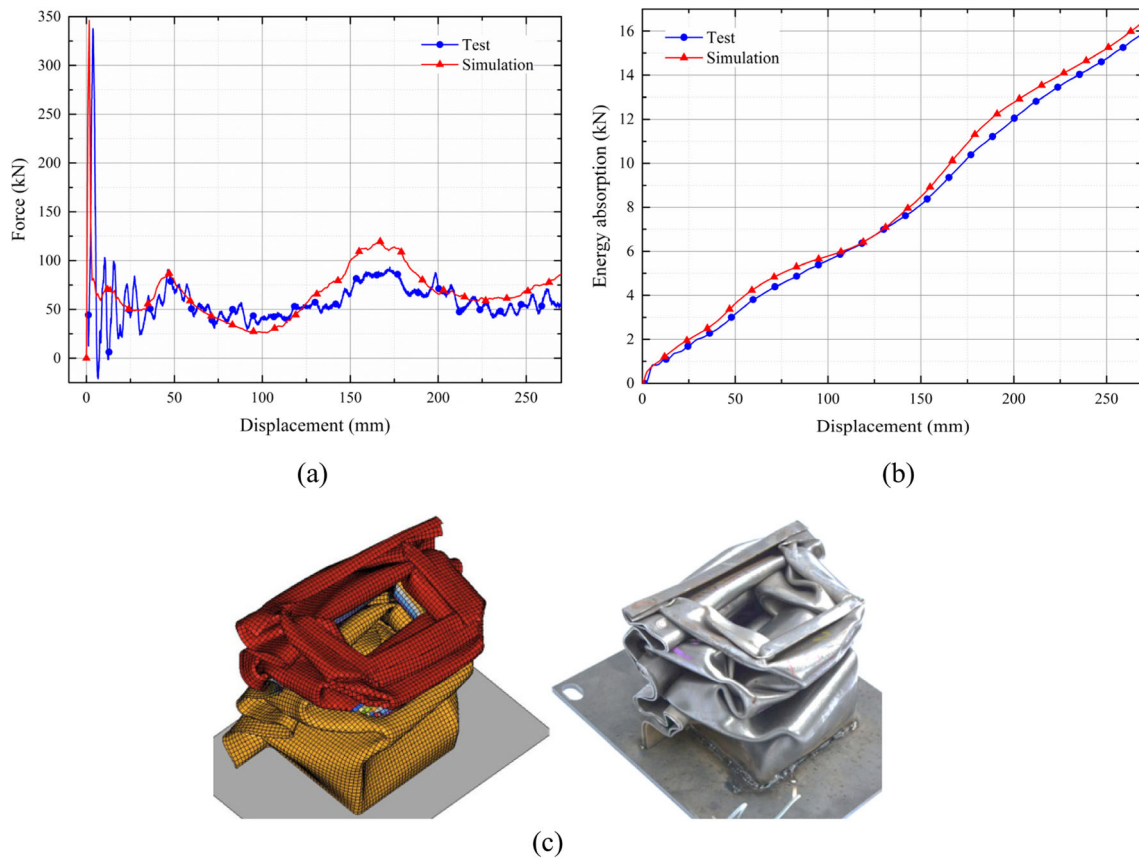 350
300
250
200
150
100
50
0
Force (kN)
Test
Simulation
0 50 100 150 200 250
Displacement (mm)
(a)
16
14
12
10
8
6
4
2
0
Energy absorption (kN)
Test
Simulation
0 50 100 150 200 250
Displacement (mm)
(b)
(c)